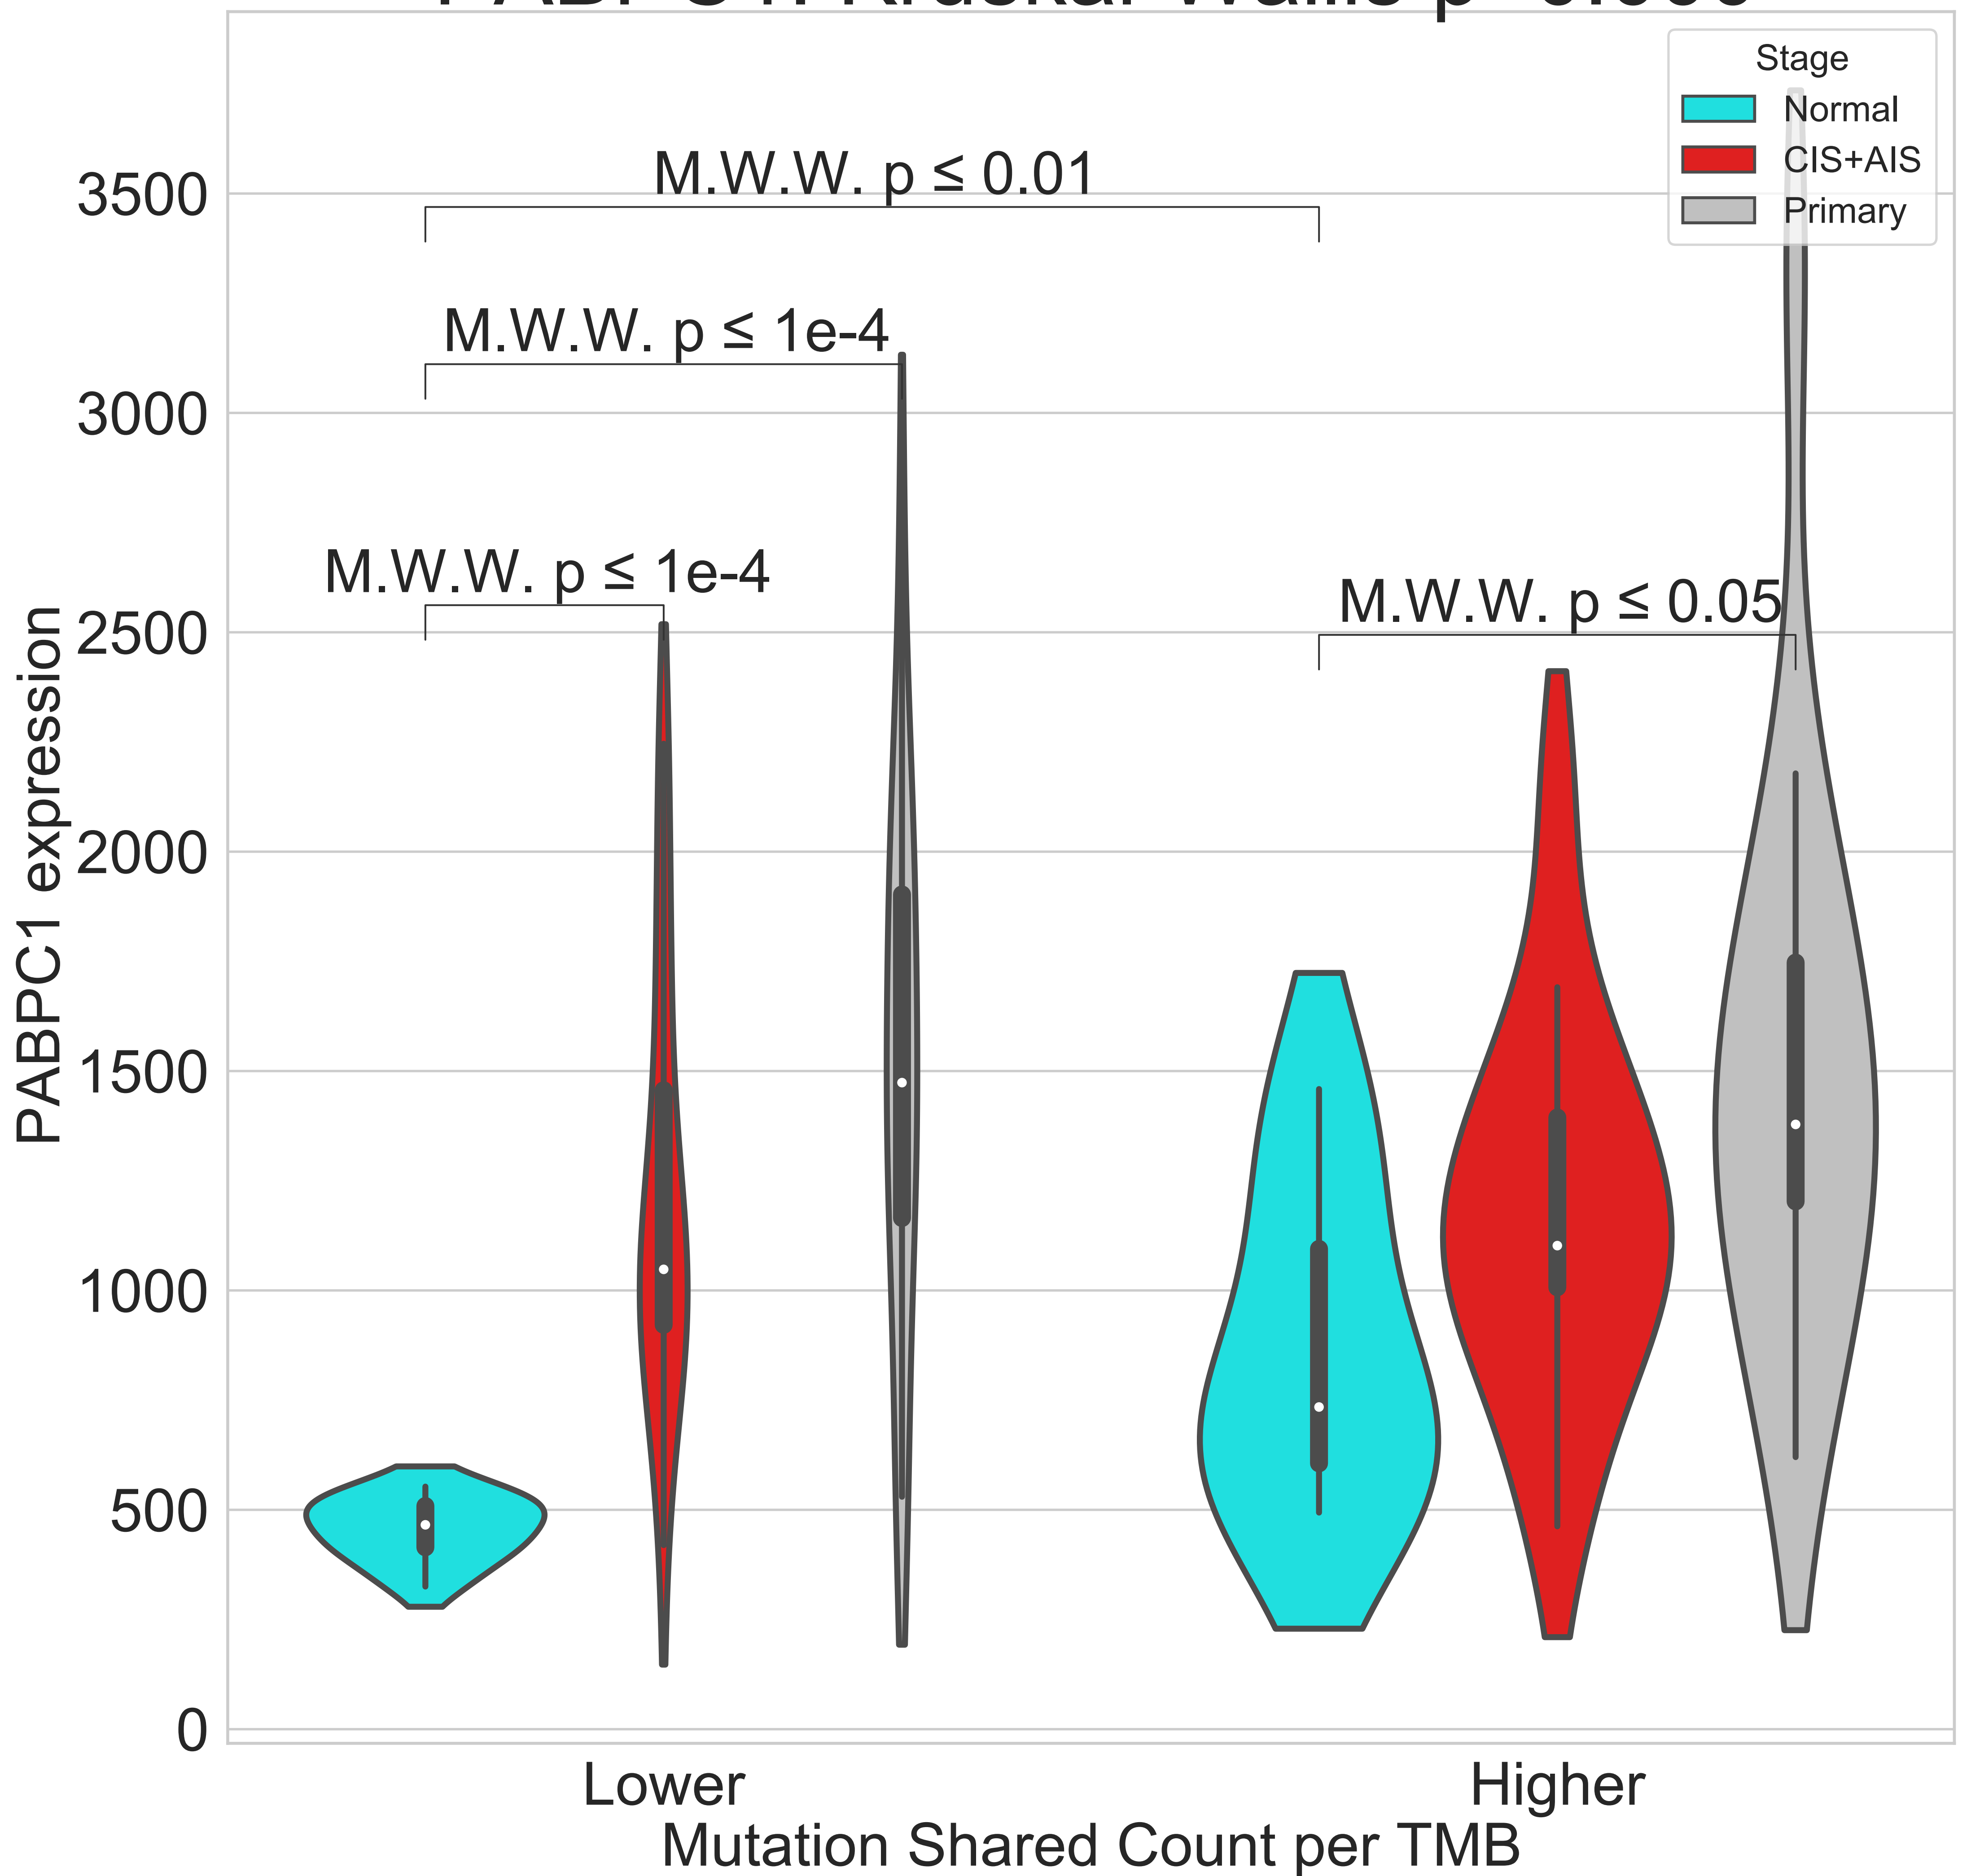 Stage
Normal
CIS+AIS
Primary
M.W.W. p ≤ 0.01
M.W.W. p ≤ 1e-4
M.W.W. p ≤ 1e-4
M.W.W. p ≤ 0.05
3500
3000
2500
2000
1500
1000
500
0
PABPC1 expression
Lower
Higher
Mutation Shared Count per TMB